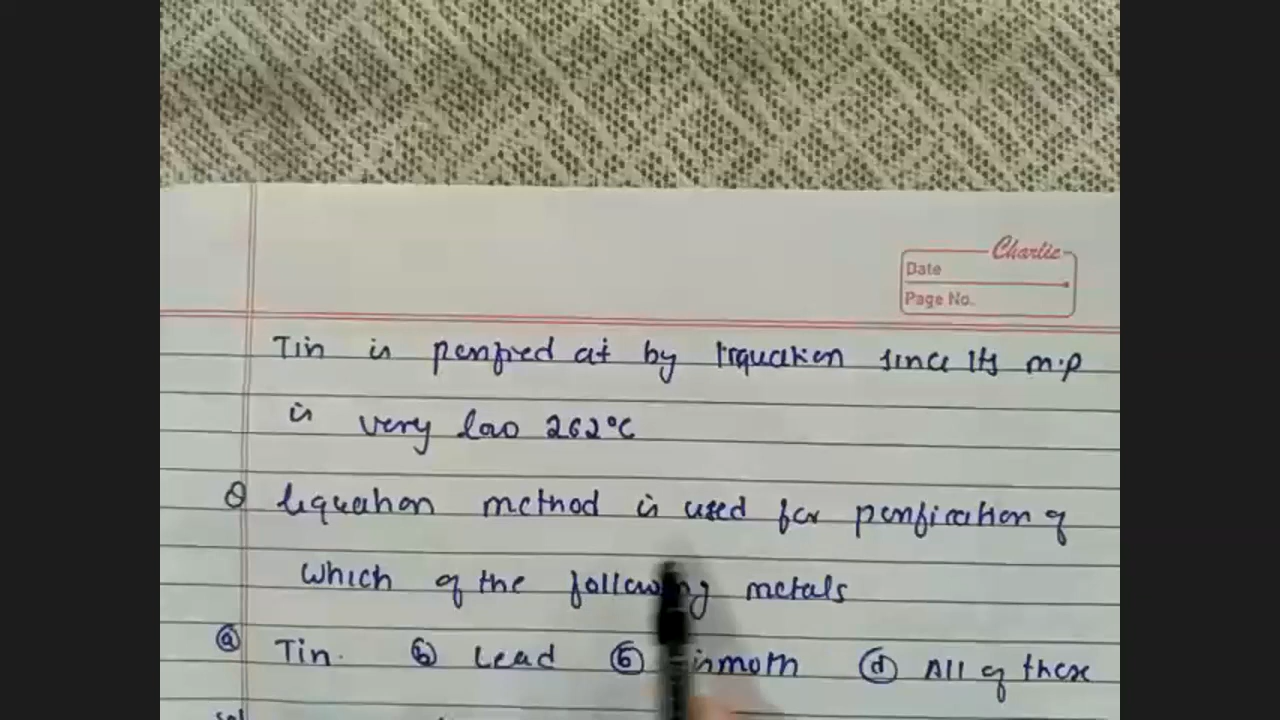 Charlie
Date
Page No.
Tin is purified at by liquation since its m.p
is very low 262°C
Q liquation method is used for purification of
which of the following metals
(a) Tin. (b) Lead (c) (d) All of these